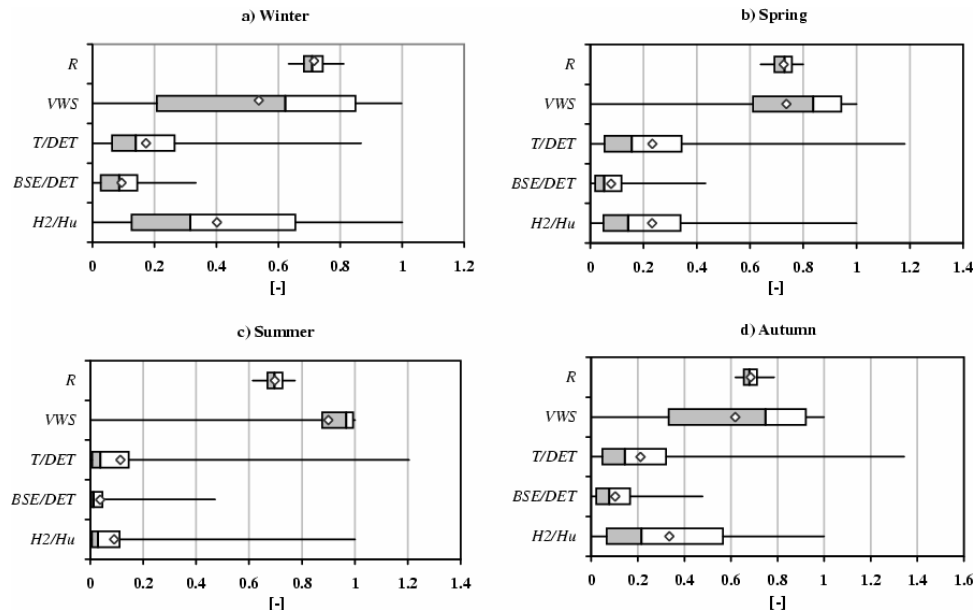 a) Winter
R
VWS
T/DET
BSE/DET
H2/Hu
0 0.2 0.4 0.6 0.8 1 1.2
[-]
b) Spring
R
VWS
T/DET
BSE/DET
H2/Hu
0 0.2 0.4 0.6 0.8 1 1.2 1.4
[-]
c) Summer
R
VWS
T/DET
BSE/DET
H2/Hu
0 0.2 0.4 0.6 0.8 1 1.2 1.4
[-]
d) Autumn
R
VWS
T/DET
BSE/DET
H2/Hu
0 0.2 0.4 0.6 0.8 1 1.2 1.4 1.6
[-]